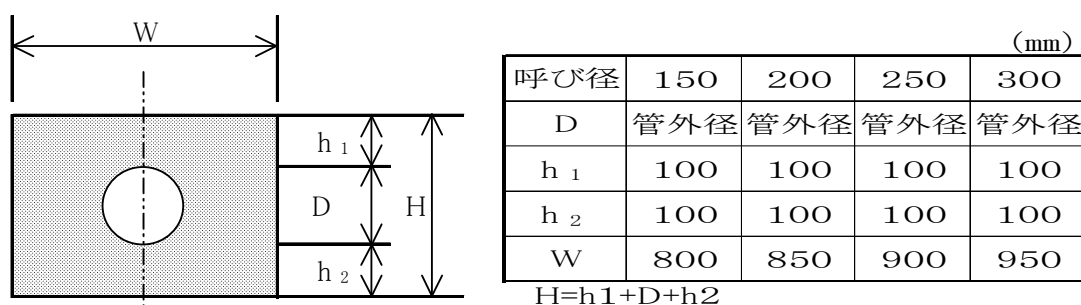 W
h₁
D
H
h₂
(mm)
呼び径 150 200 250 300
D 管外径 管外径 管外径 管外径
h₁ 100 100 100 100
h₂ 100 100 100 100
W 800 850 900 950
H=h1+D+h2